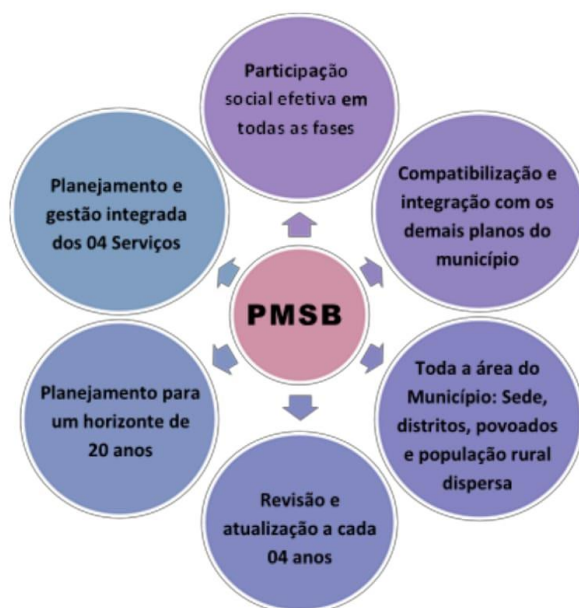 Participação
social efetiva em
todas as fases
Compatibilização e
integração com os
demais planos do
município
Toda a área do
Município: Sede,
distritos, povoados
e população rural
dispersa
Revisão e
atualização a cada
04 anos
Planejamento para
um horizonte de
20 anos
Planejamento e
gestão integrada
dos 04 Serviços
PMSB